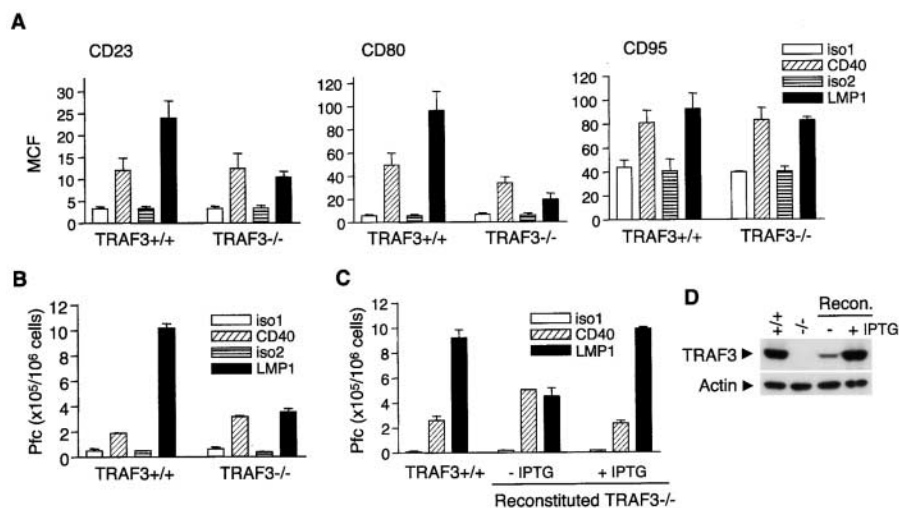 A
CD23
CD80
CD95
iso1
CD40
iso2
LMP1
MCF
30
25
20
15
10
5
0
TRAF3+/+ TRAF3-/-
120
100
80
60
40
20
0
TRAF3+/+ TRAF3-/-
120
100
80
60
40
20
0
TRAF3+/+ TRAF3-/-
B
Pfc (x10⁵/10⁶ cells)
12
10
8
6
4
2
0
iso1
CD40
iso2
LMP1
TRAF3+/+ TRAF3-/-
C
Pfc (x10⁵/10⁶ cells)
12
10
8
6
4
2
0
iso1
CD40
LMP1
TRAF3+/+ - IPTG + IPTG
Reconstituted TRAF3-/-
D
+/+ -/- Recon.
- + IPTG
TRAF3
Actin